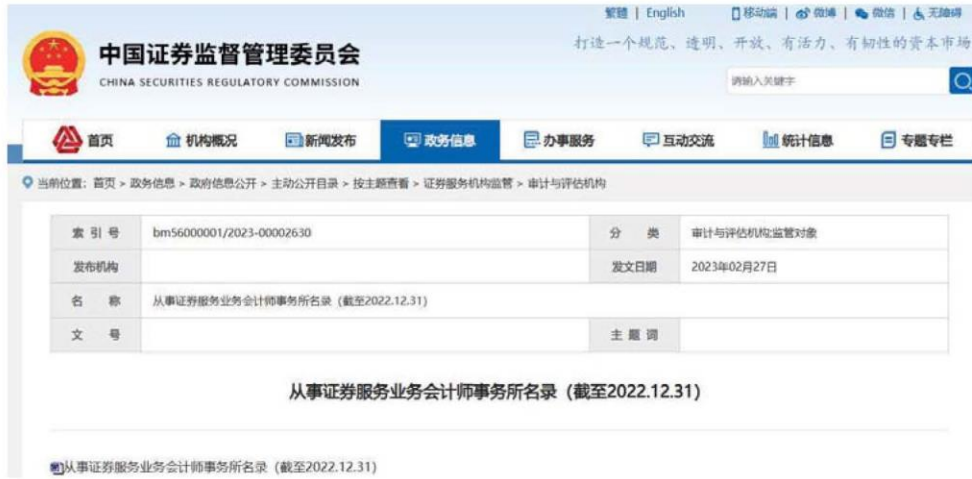 繁體 | English 移动端 | 微博 | 微信 | 无障碍
中国证券监督管理委员会
CHINA SECURITIES REGULATORY COMMISSION
打造一个规范、透明、开放、有活力、有韧性的资本市场
请输入关键字
首页 机构概况 新闻发布 政务信息 办事服务 互动交流 统计信息 专题专栏
当前位置：首页 > 政务信息 > 政府信息公开 > 主动公开目录 > 按主题查看 > 证券服务机构监管 > 审计与评估机构
索 引 号 bm56000001/2023-00002630 分 类 审计与评估机构;监管对象
发布机构 发文日期 2023年02月27日
名 称 从事证券服务业务会计师事务所名录（截至2022.12.31）
文 号 主 题 词
从事证券服务业务会计师事务所名录（截至2022.12.31）
从事证券服务业务会计师事务所名录（截至2022.12.31）